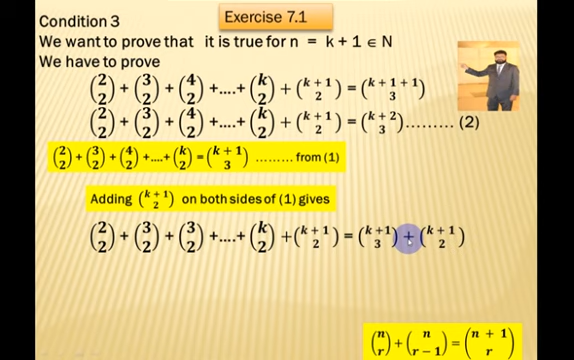 Condition 3
Exercise 7.1
We want to prove that it is true for n = k + 1 ∈ N
We have to prove
(2 2) + (3 2) + (4 2) +....+ (k 2) + (k + 1 2) = (k + 1 + 1 3)
(2 2) + (3 2) + (4 2) +....+ (k 2) + (k + 1 2) = (k + 2 3)......... (2)
(2 2) + (3 2) + (4 2) +....+ (k 2) = (k + 1 3) ......... from (1)
Adding (k + 1 2) on both sides of (1) gives
(2 2) + (3 2) + (3 2) +....+ (k 2) +(k + 1 2) = (k +1 3) + (k + 1 2)
(n r) + (n r − 1) = (n + 1 r)